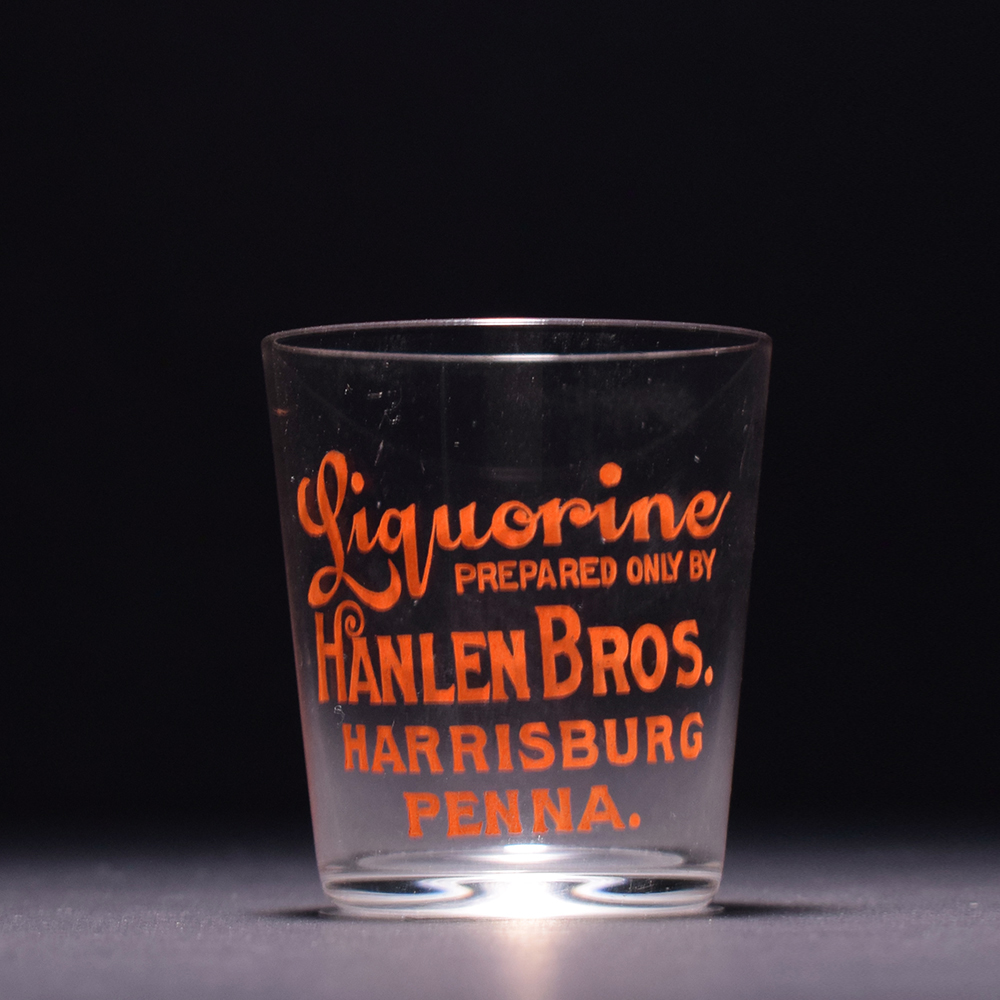 Liquorine
PREPARED ONLY BY
HANLEN BROS.
HARRISBURG
PENNA.